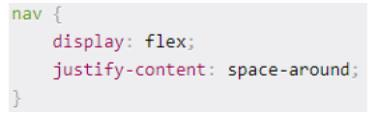 nav {
    display: flex;
    justify-content: space-around;
}